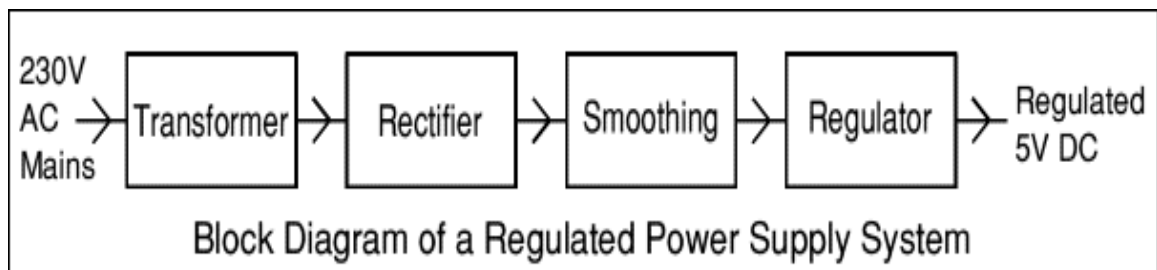 230V
AC
Mains
Transformer
Rectifier
Smoothing
Regulator
Regulated
5V DC
Block Diagram of a Regulated Power Supply System